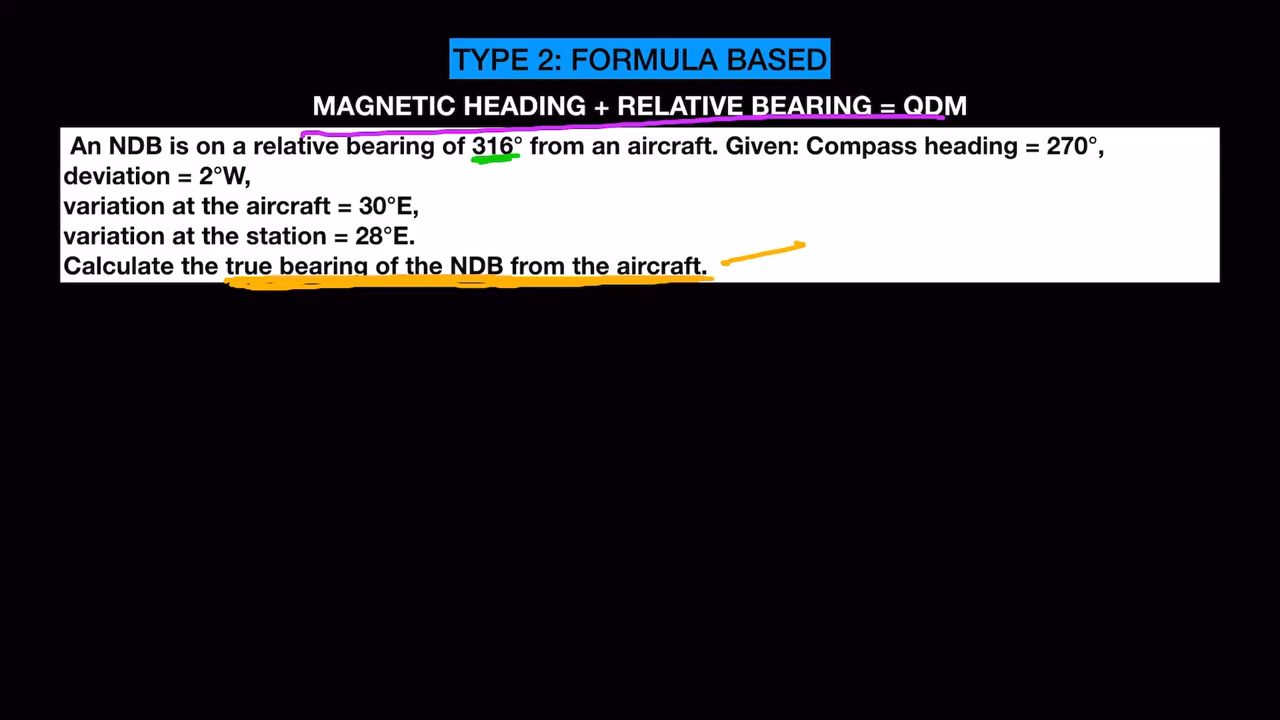 TYPE 2: FORMULA BASED
MAGNETIC HEADING + RELATIVE BEARING = QDM
An NDB is on a relative bearing of 316° from an aircraft. Given: Compass heading = 270°,
deviation = 2°W,
variation at the aircraft = 30°E,
variation at the station = 28°E.
Calculate the true bearing of the NDB from the aircraft.